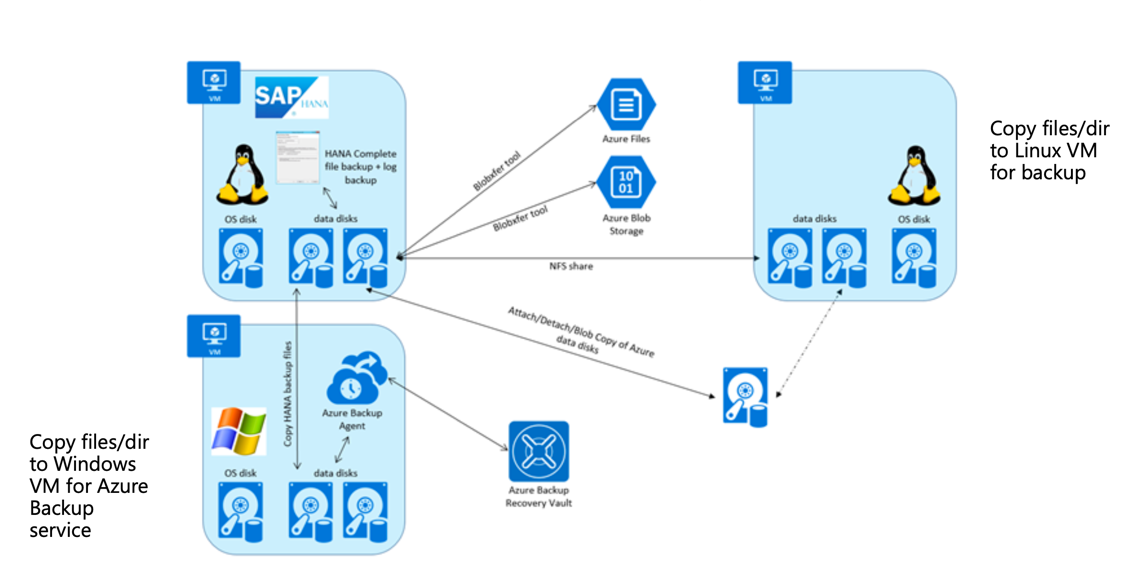 VM
SAP HANA
HANA Complete
file backup + log
backup
OS disk
data disks
Blobxfer tool
Azure Files
Blobxfer tool
Azure Blob
Storage
NFS share
VM
data disks
OS disk
Copy files/dir
to Linux VM
for backup
Attach/Detach/Blob Copy of Azure
data disks
VM
Copy HANA backup files
Azure Backup
Agent
OS disk
data disks
Azure Backup
Recovery Vault
Copy files/dir
to Windows
VM for Azure
Backup
service
10
01